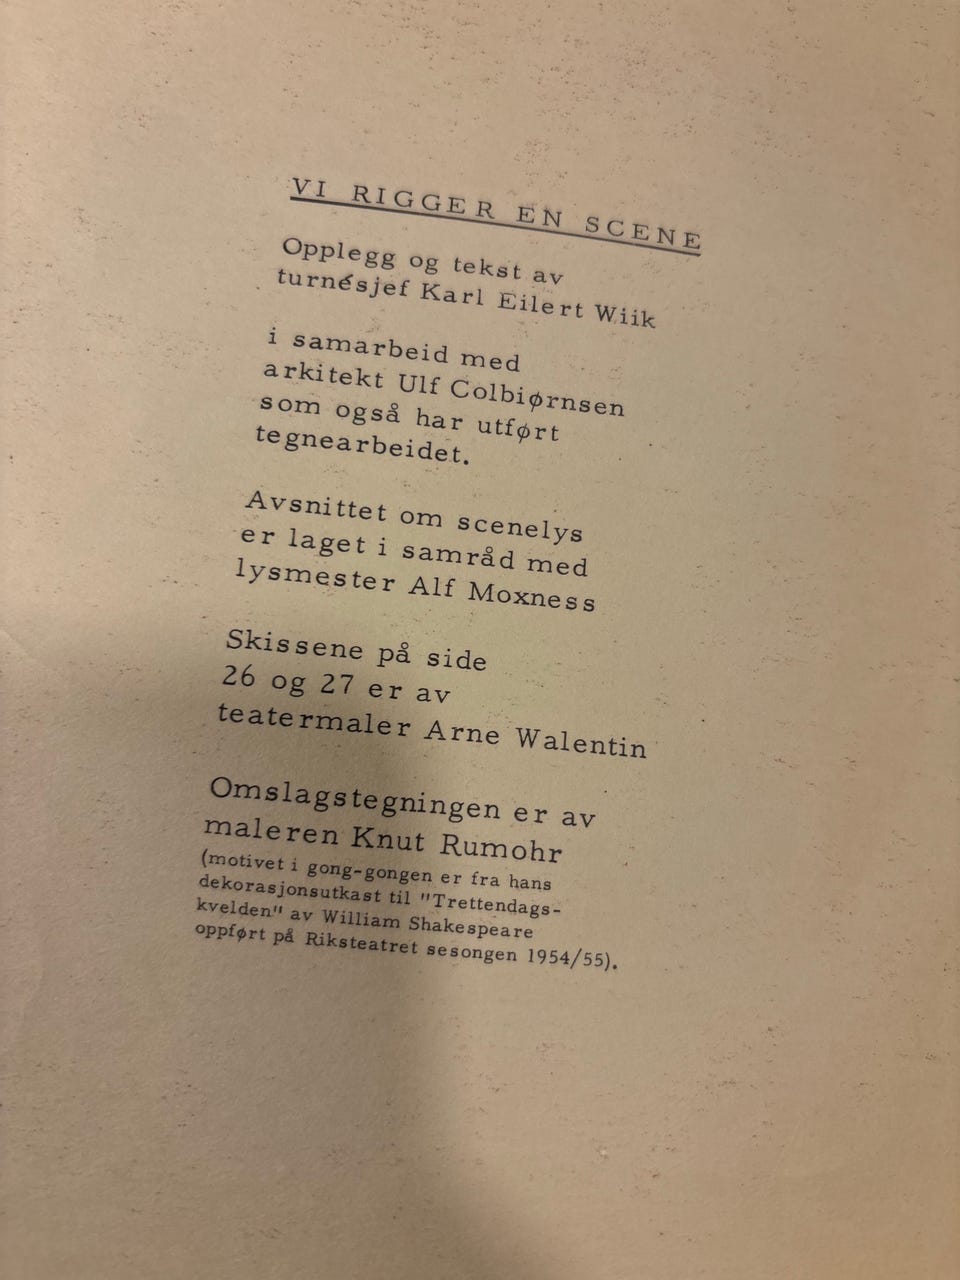 VI RIGGER EN SCENE
Opplegg og tekst av
turnésjef Karl Eilert Wiik
i samarbeid med
arkitekt Ulf Colbiørnsen
som også har utført
tegnearbeidet.
Avsnittet om scenelys
er laget i samråd med
lysmester Alf Moxness
Skissene på side
26 og 27 er av
teatermaler Arne Walentin
Omslagstegningen er av
maleren Knut Rumohr
(motivet i gong-gongen er fra hans
dekorasjonsutkast til "Trettendags-
kvelden" av William Shakespeare
oppført på Riksteatret sesongen 1954/55).